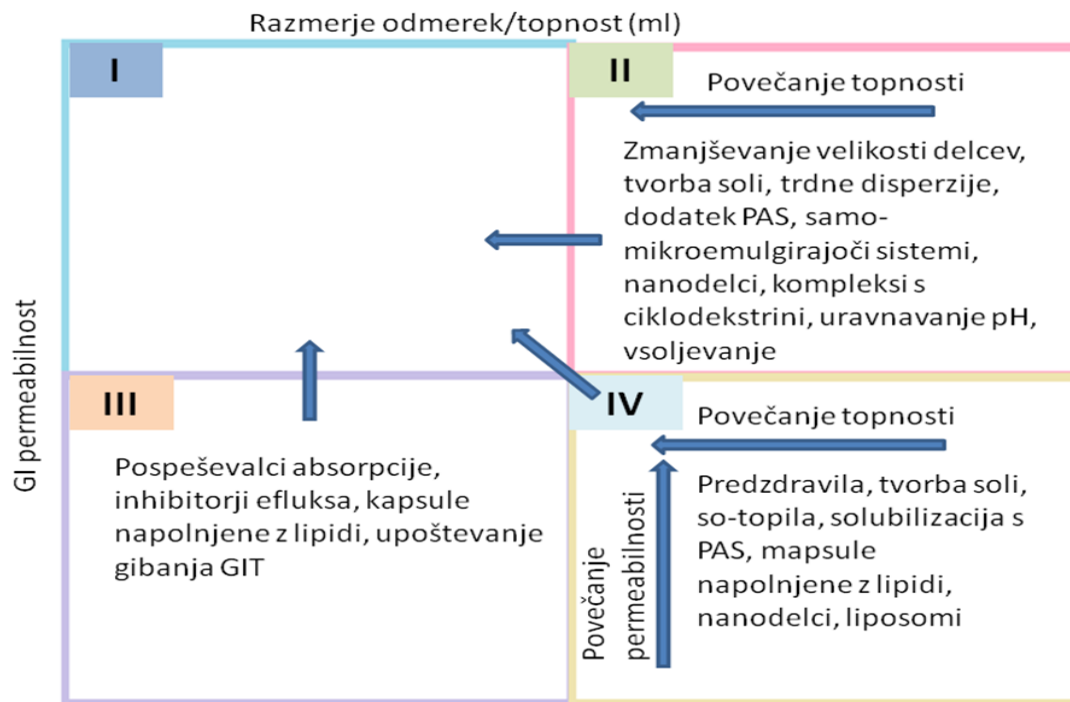 Razmerje odmerek/topnost (ml)
I
II
Povečanje topnosti
Zmanjševanje velikosti delcev,
tvorba soli, trdne disperzije,
dodatek PAS, samo-
mikroemulgirajoči sistemi,
nanodelci, kompleksi s
ciklodekstrini, uravnavanje pH,
vsoljevanje
GI permeabilnost
III
Pospeševalci absorpcije,
inhibitorji efluksa, kapsule
napolnjene z lipidi, upoštevanje
gibanja GIT
IV
Povečanje topnosti
Povečanje
permeabilnosti
Predzdravila, tvorba soli,
so-topila, solubilizacija s
PAS, mapsule
napolnjene z lipidi,
nanodelci, liposomi